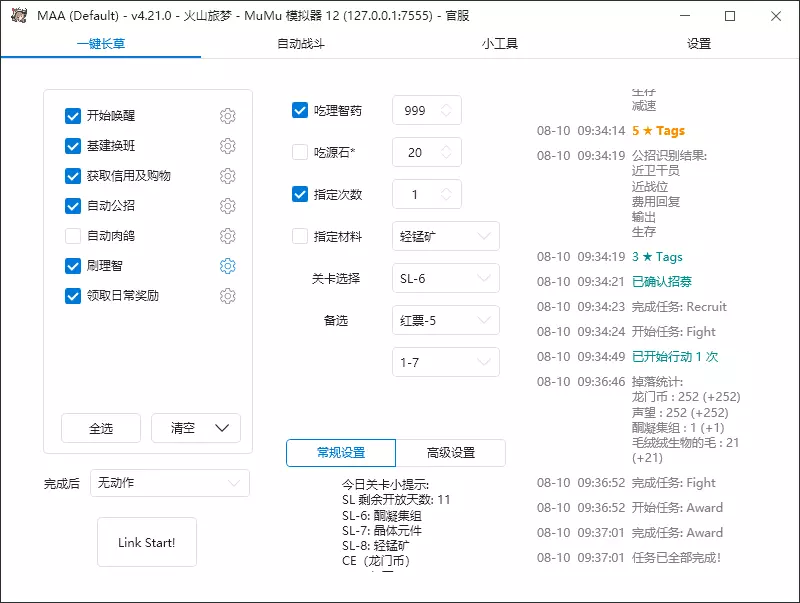 MAA (Default) - v4.21.0 - 火山旅梦 - MuMu 模拟器 12 (127.0.0.1:7555) - 官服
一键长草
自动战斗
小工具
设置
开始唤醒
基建换班
获取信用及购物
自动公招
自动肉鸽
刷理智
领取日常奖励
全选
清空
完成后
无动作
Link Start!
吃理智药
999
吃源石*
20
指定次数
1
指定材料
轻锰矿
关卡选择
SL-6
备选
红票-5
1-7
常规设置
高级设置
今日关卡小提示:
SL 剩余开放天数: 11
SL-6: 酮凝集组
SL-7: 晶体元件
SL-8: 轻锰矿
CE（龙门币）
生存
减速
08-10 09:34:14 5 ★ Tags
08-10 09:34:19 公招识别结果:
近卫干员
近战位
费用回复
输出
生存
08-10 09:34:19 3 ★ Tags
08-10 09:34:21 已确认招募
08-10 09:34:23 完成任务: Recruit
08-10 09:34:24 开始任务: Fight
08-10 09:34:49 已开始行动 1 次
08-10 09:36:46 掉落统计:
龙门币 : 252 (+252)
声望 : 252 (+252)
酮凝集组 : 1 (+1)
毛绒绒生物的毛 : 21
(+21)
08-10 09:36:52 完成任务: Fight
08-10 09:36:52 开始任务: Award
08-10 09:37:01 完成任务: Award
08-10 09:37:01 任务已全部完成!